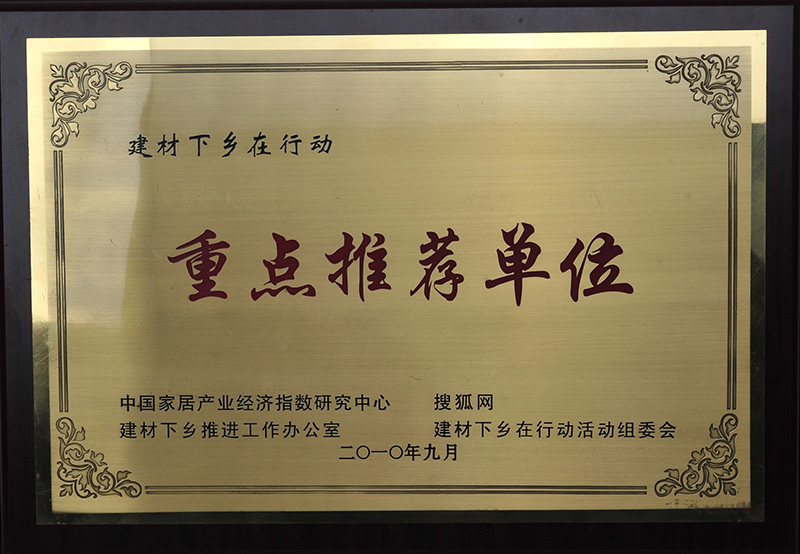 建材下乡在行动
重点推荐单位
中国家居产业经济指数研究中心 搜狐网
建材下乡推进工作办公室 建材下乡在行动活动组委会
二〇一〇年九月